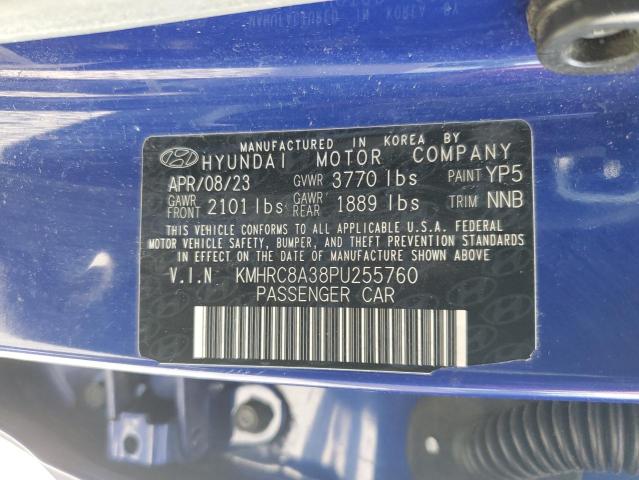 MANUFACTURED IN KOREA BY
HYUNDAI MOTOR COMPANY
APR/08/23 GVWR 3770 lbs PAINT YP5
GAWR FRONT 2101 lbs GAWR REAR 1889 lbs TRIM NNB
THIS VEHICLE CONFORMS TO ALL APPLICABLE U.S.A. FEDERAL
MOTOR VEHICLE SAFETY, BUMPER, AND THEFT PREVENTION
STANDARDS IN EFFECT ON THE DATE OF MANUFACTURE SHOWN ABOVE
V.I.N KMHRC8A38PU255760
PASSENGER CAR